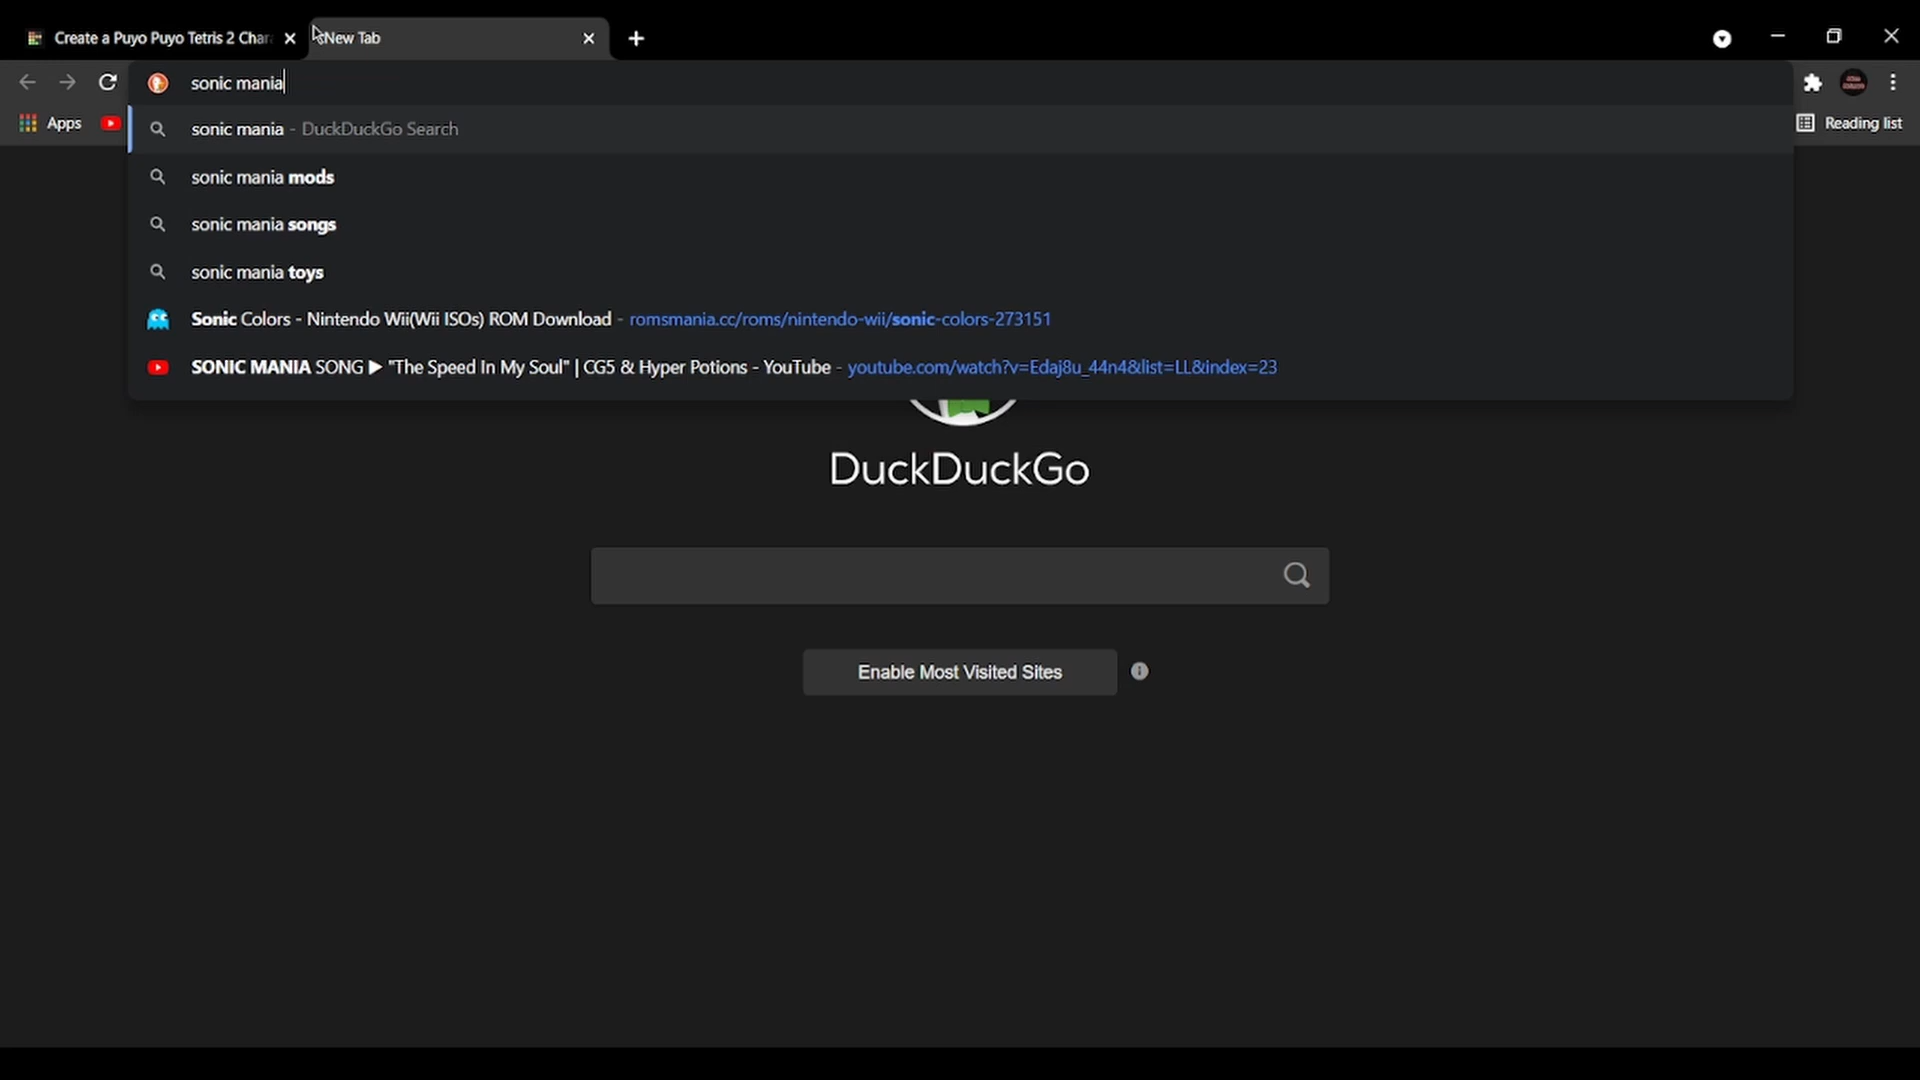 Create a Puyo Puyo Tetris 2 Char
New Tab
sonic mania
Apps
Reading list
sonic mania - DuckDuckGo Search
sonic mania mods
sonic mania songs
sonic mania toys
Sonic Colors - Nintendo Wii(Wii ISOs) ROM Download - romsmania.cc/roms/nintendo-wii/sonic-colors-273151
SONIC MANIA SONG ▶ "The Speed In My Soul" | CG5 & Hyper Potions - YouTube - youtube.com/watch?v=Edaj8u_44n4&list=LL&index=23
DuckDuckGo
Enable Most Visited Sites